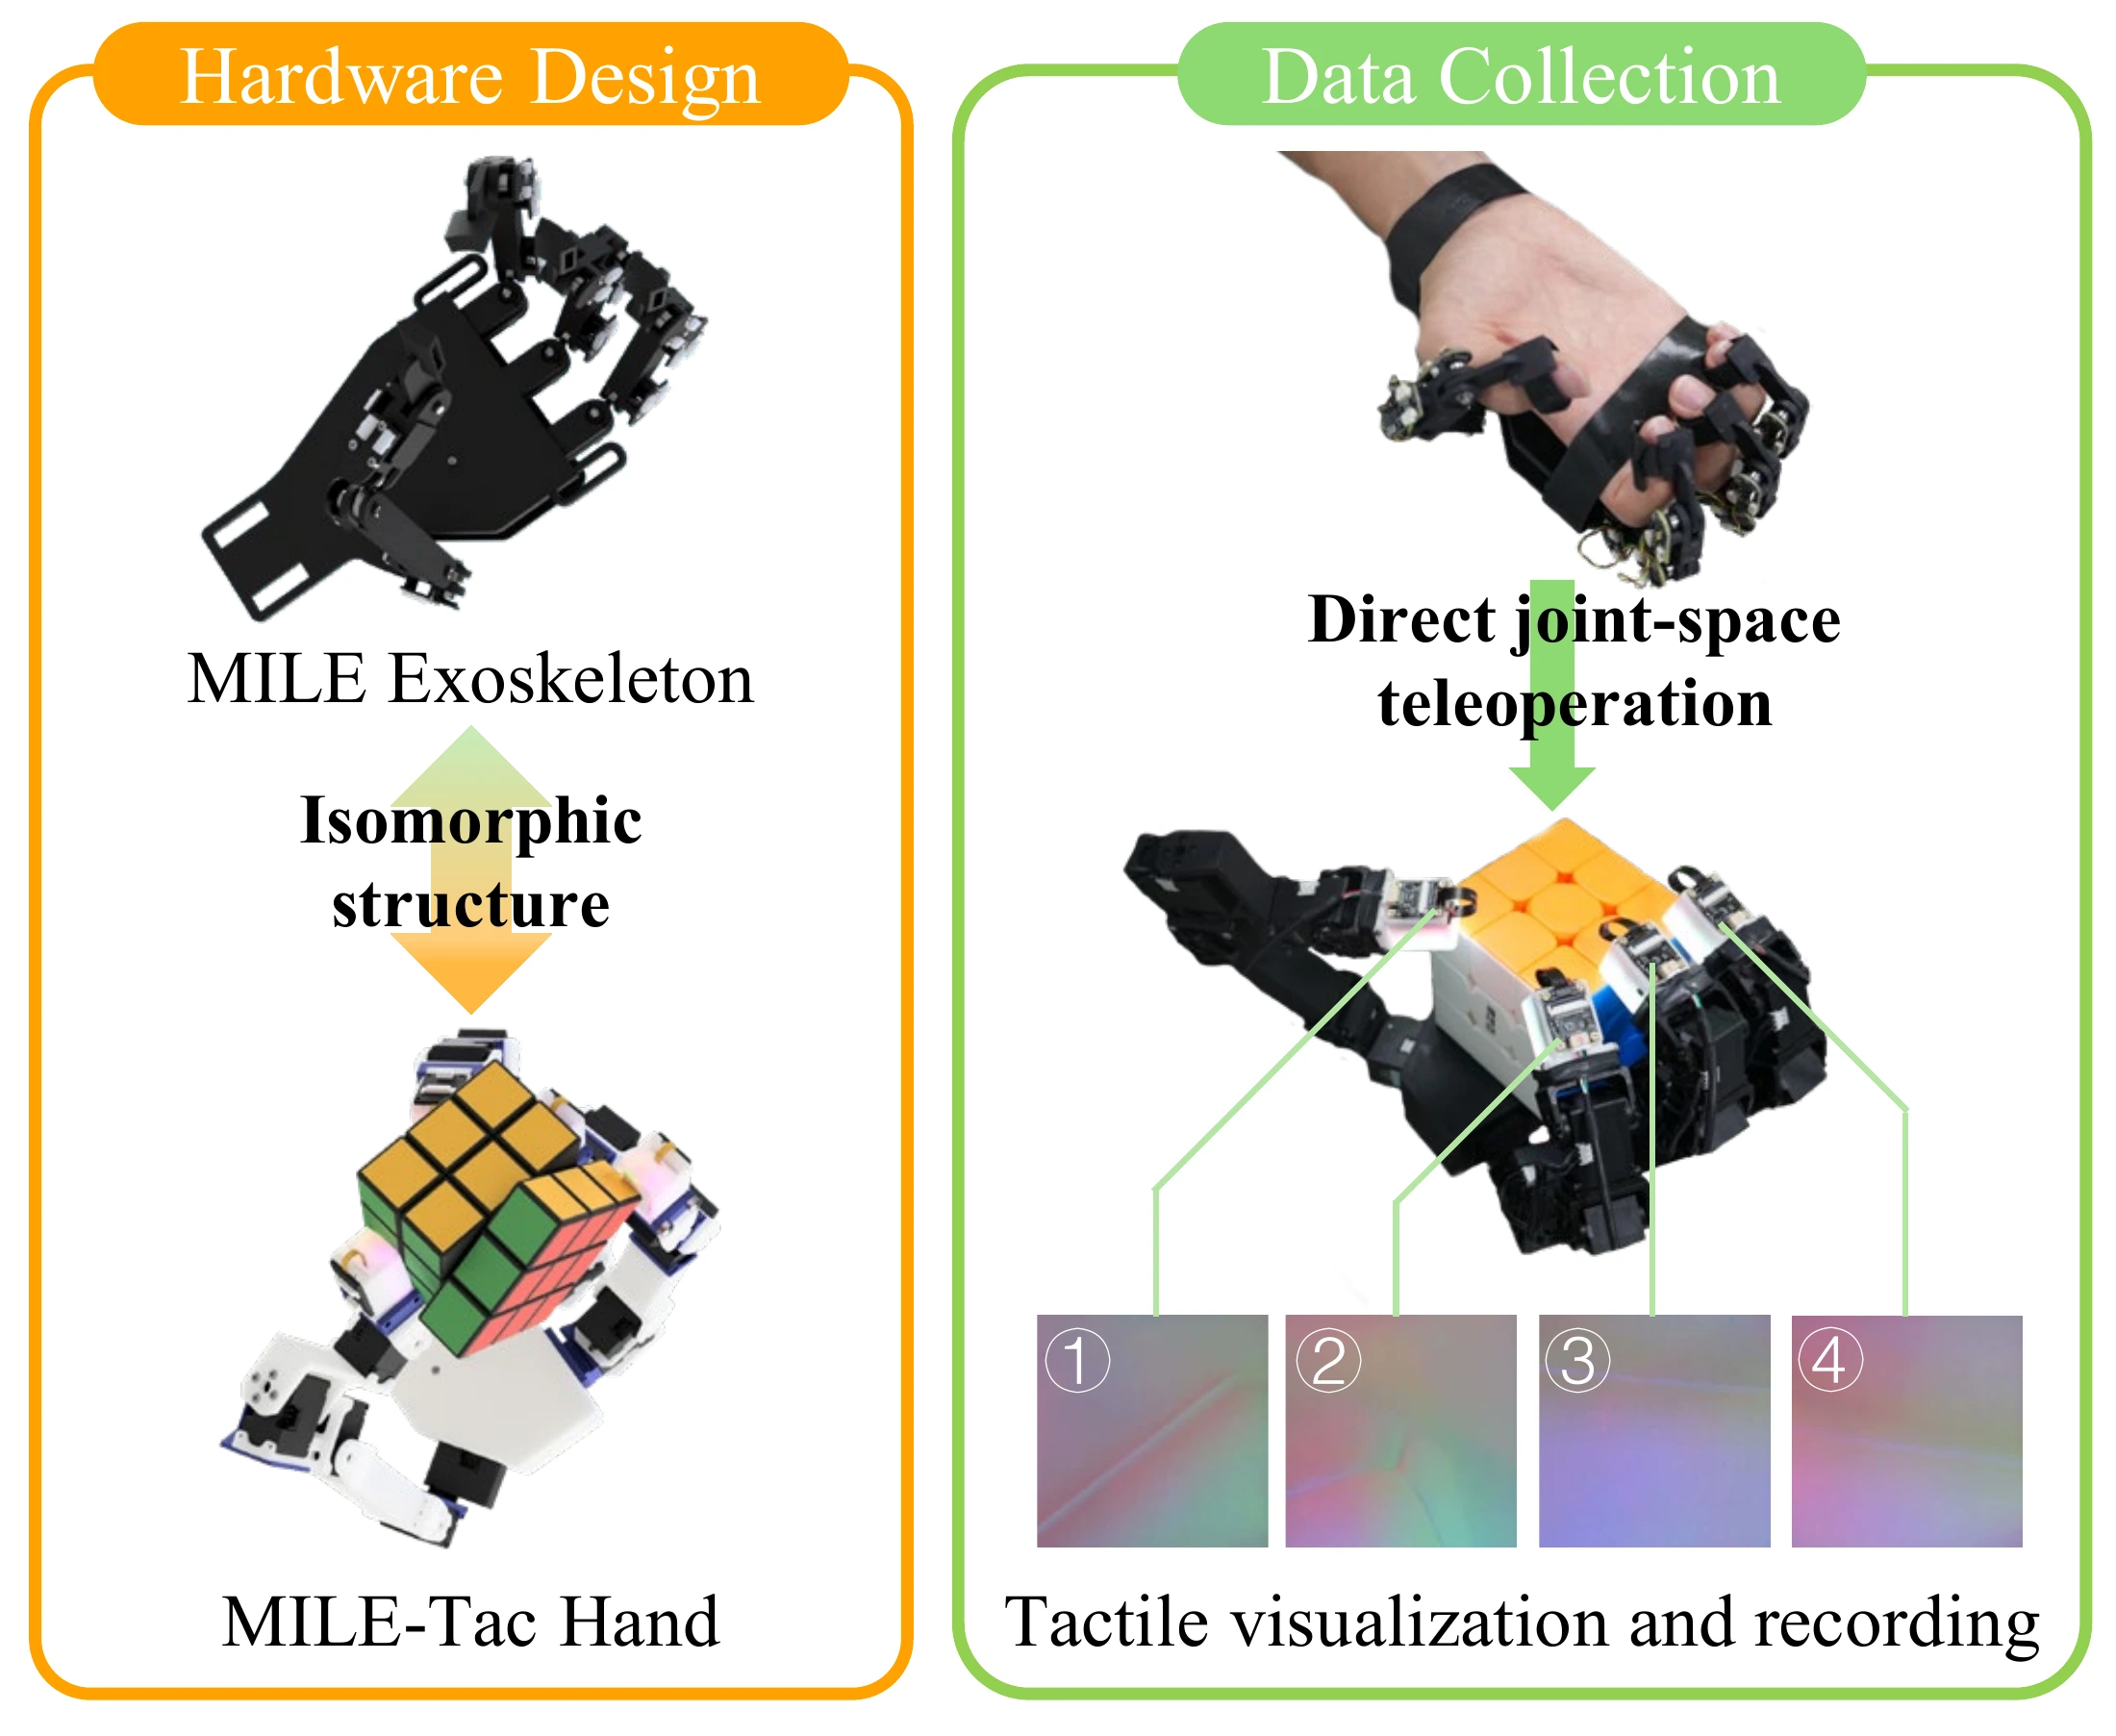 Hardware Design
MILE Exoskeleton
Isomorphic
structure
MILE-Tac Hand
Data Collection
Direct joint-space
teleoperation
① ② ③ ④
Tactile visualization and recording